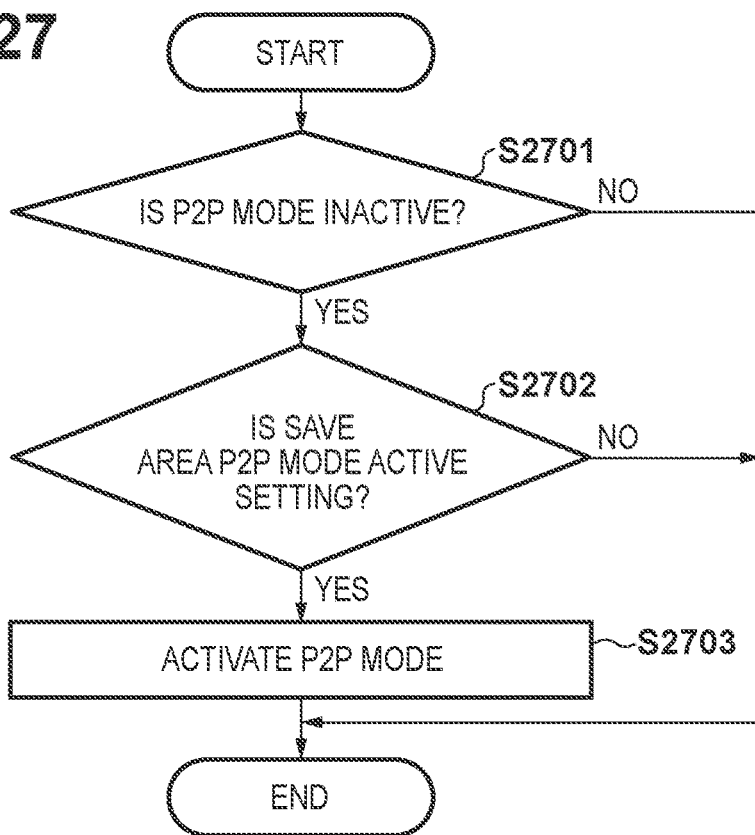 27
START
S2701
IS P2P MODE INACTIVE?
NO
YES
S2702
IS SAVE
AREA P2P MODE ACTIVE
SETTING?
NO
YES
ACTIVATE P2P MODE
S2703
END